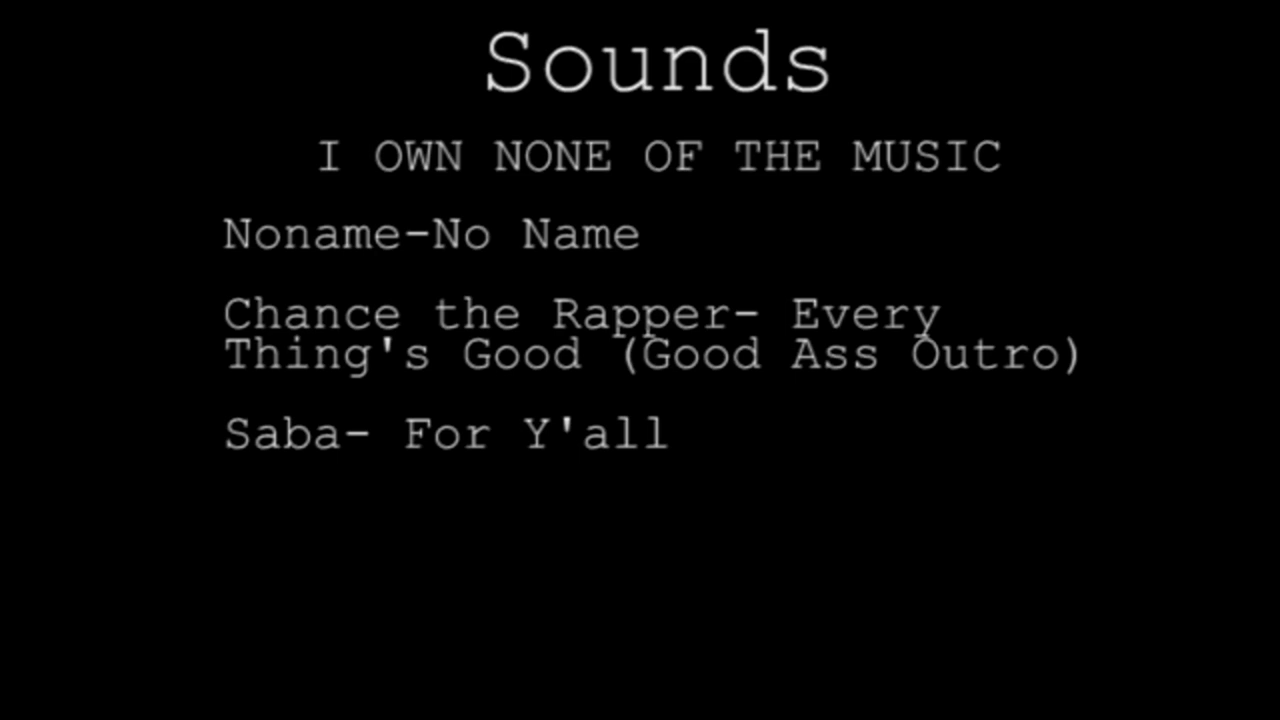 Sounds
I OWN NONE OF THE MUSIC
Noname-No Name
Chance the Rapper- Every
Thing's Good (Good Ass Outro)
Saba- For Y'all